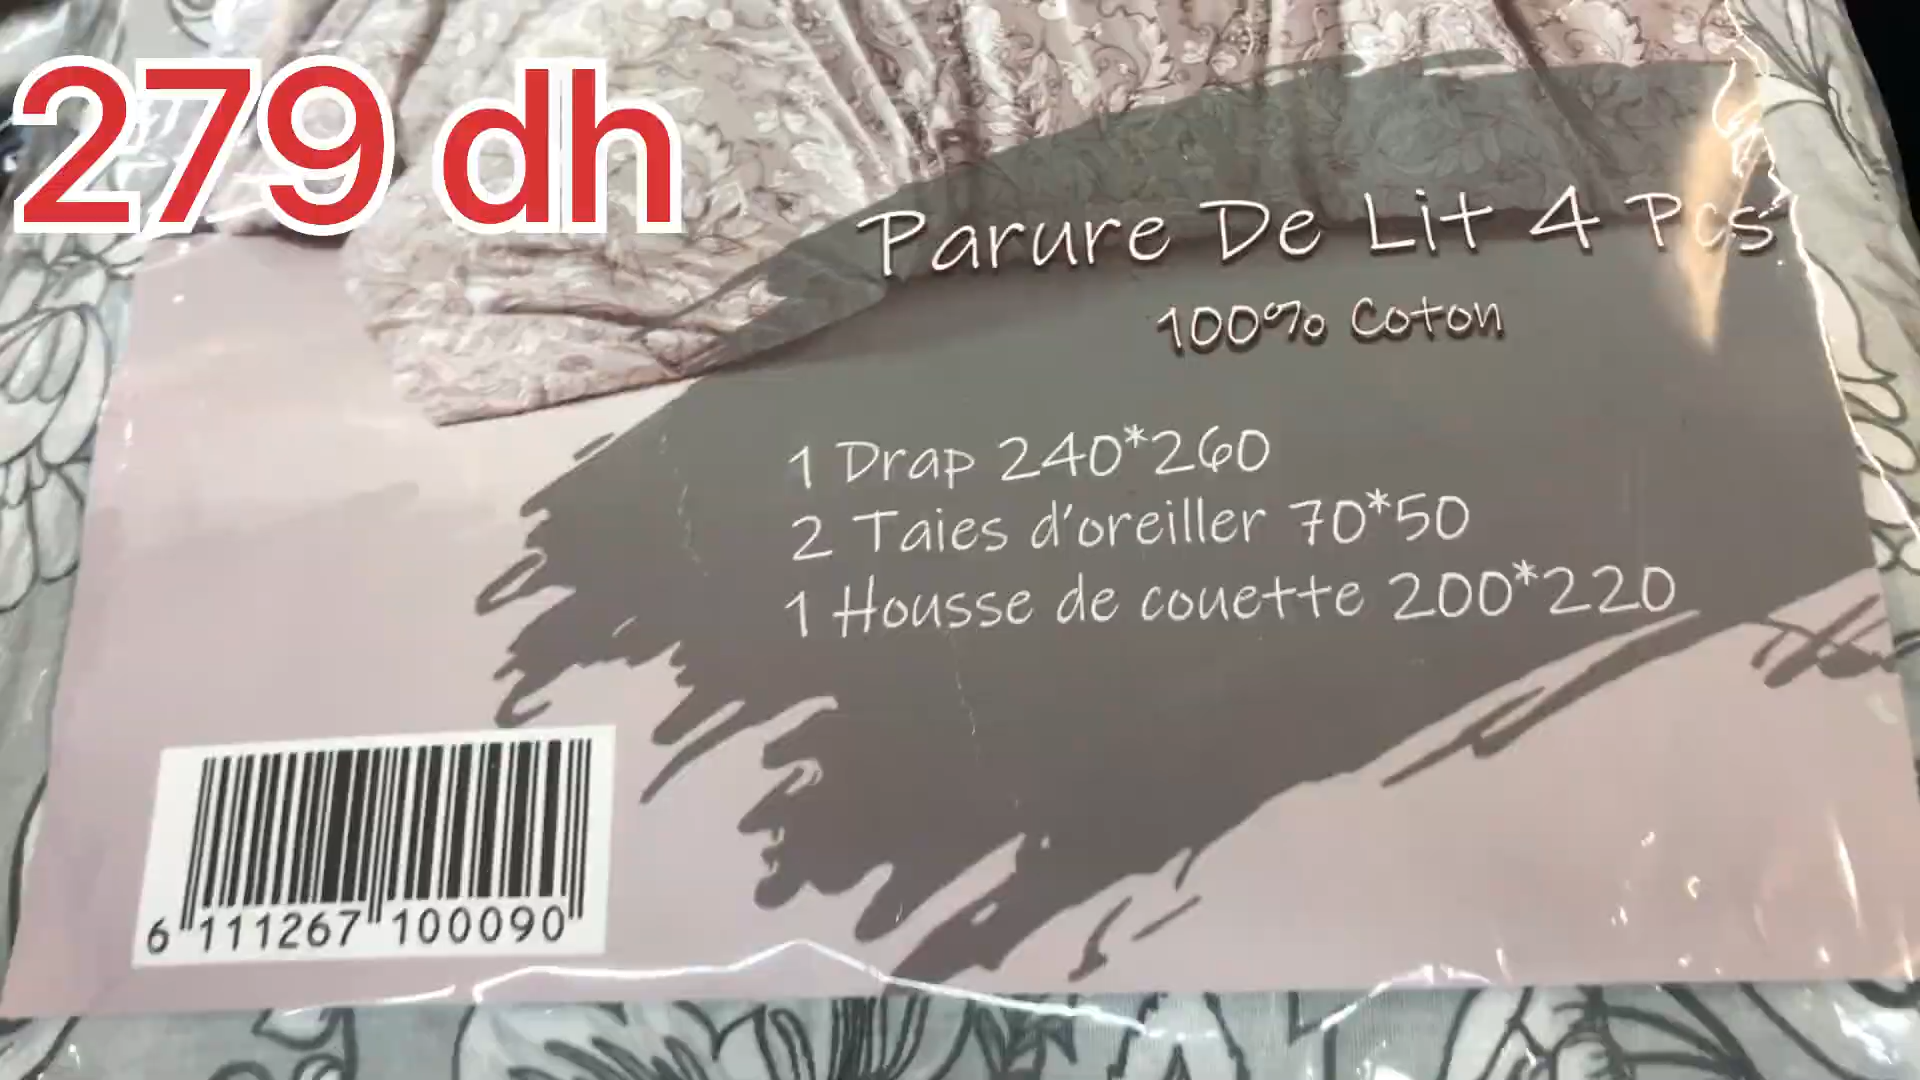 279 dh
Parure De Lit 4 Pcs
100% Coton
1 Drap 240*260
2 Taies d'oreiller 70*50
1 Housse de couette 200*220
6 111267 100090